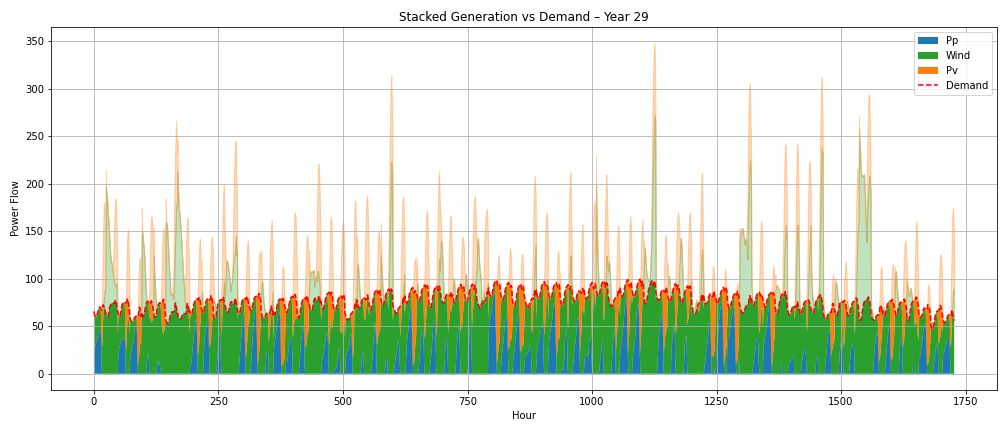 Stacked Generation vs Demand – Year 29
Pp
Wind
Pv
Demand
350
300
250
200
150
100
50
0
Power Flow
0
250
500
750
1000
1250
1500
1750
Hour